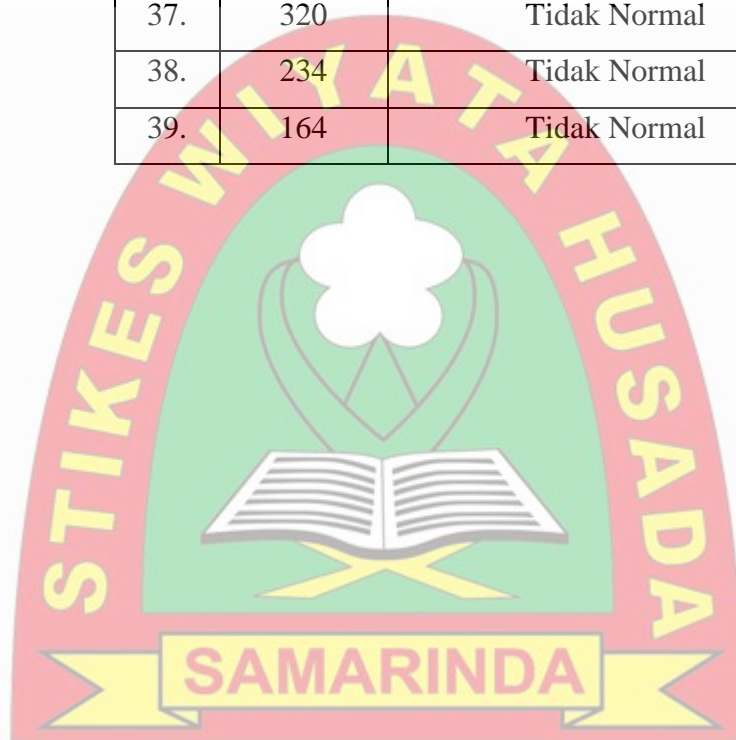 37. 320 Tidak Normal
38. 234 Tidak Normal
39. 164 Tidak Normal
STIKES WIYATA HUSADA
SAMARINDA